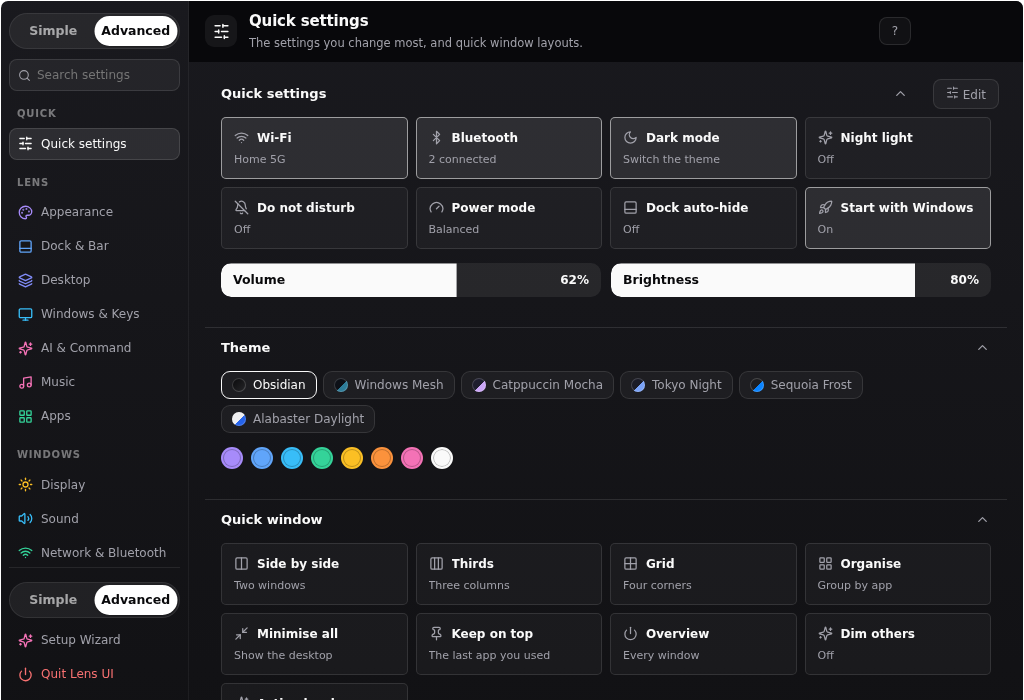 Simple Advanced
Search settings
QUICK
Quick settings
LENS
Appearance
Dock & Bar
Desktop
Windows & Keys
AI & Command
Music
Apps
WINDOWS
Display
Sound
Network & Bluetooth
Simple Advanced
Setup Wizard
Quit Lens UI
Quick settings
The settings you change most, and quick window layouts.
?
Quick settings
Edit
Wi-Fi
Home 5G
Bluetooth
2 connected
Dark mode
Switch the theme
Night light
Off
Do not disturb
Off
Power mode
Balanced
Dock auto-hide
Off
Start with Windows
On
Volume 62%
Brightness 80%
Theme
Obsidian
Windows Mesh
Catppuccin Mocha
Tokyo Night
Sequoia Frost
Alabaster Daylight
Quick window
Side by side
Two windows
Thirds
Three columns
Grid
Four corners
Organise
Group by app
Minimise all
Show the desktop
Keep on top
The last app you used
Overview
Every window
Dim others
Off